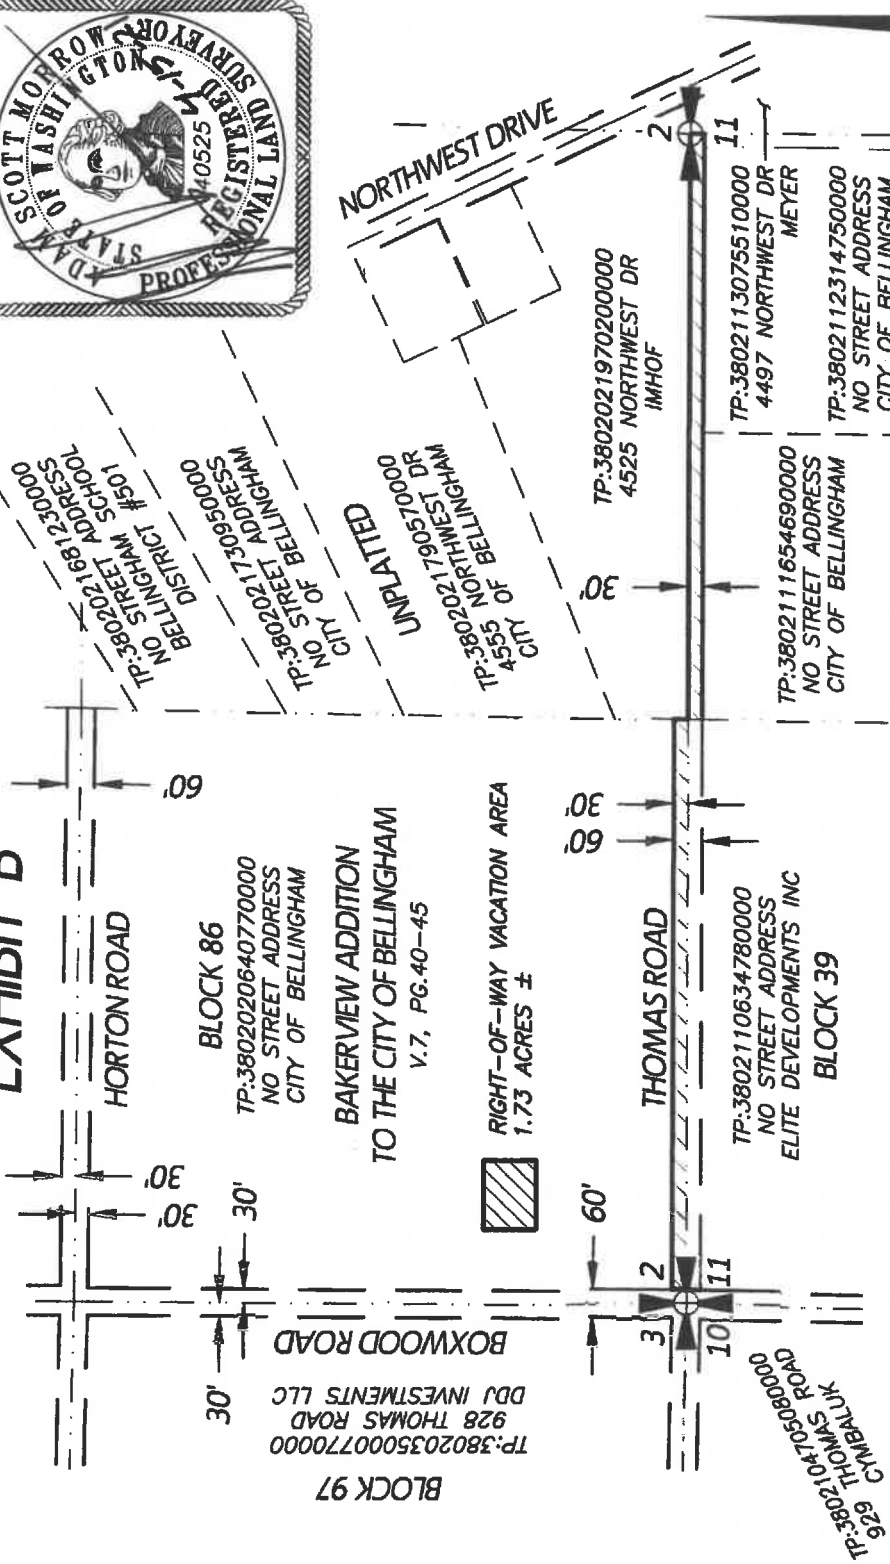 EXHIBIT B
ADAM SCOTT MORROW
STATE OF WASHINGTON
40525
REGISTERED
PROFESSIONAL LAND SURVEYOR
HORTON ROAD
60'
30'
30'
30'
30'
BLOCK 86
TP:3802020640770000
NO STREET ADDRESS
CITY OF BELLINGHAM
BAKERVIEW ADDITION
TO THE CITY OF BELLINGHAM
V.7, PG.40-45
RIGHT-OF-WAY VACATION AREA
1.73 ACRES ±
BOXWOOD ROAD
BLOCK 97
TP:3802035000770000
928 THOMAS ROAD
DDJ INVESTMENTS LLC
TP:3802021681230000
NO STREET ADDRESS
BELLINGHAM SCHOOL
DISTRICT #501
TP:3802021730950000
NO STREET ADDRESS
CITY OF BELLINGHAM
UNPLATTED
TP:3802021790570000
4555 NORTHWEST DR
CITY OF BELLINGHAM
NORTHWEST DRIVE
TP:3802021970200000
4525 NORTHWEST DR
IMHOF
THOMAS ROAD
60'
60'
30'
30'
3
2
10
11
2
11
TP:3802104705080000
929 THOMAS ROAD
CYMBALUK
TP:3802110634780000
NO STREET ADDRESS
ELITE DEVELOPMENTS INC
BLOCK 39
TP:3802111654690000
NO STREET ADDRESS
CITY OF BELLINGHAM
TP:3802113075510000
4497 NORTHWEST DR
MEYER
TP:3802112314750000
NO STREET ADDRESS
CITY OF BELLINGHAM